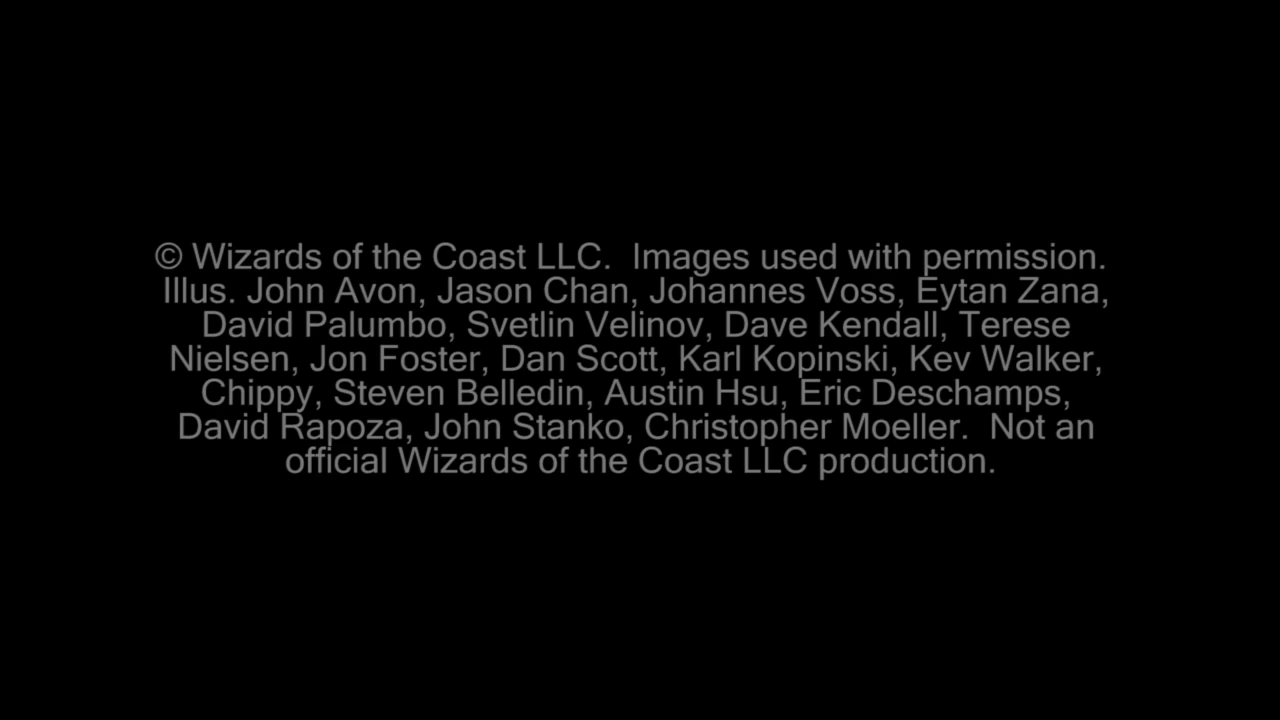 © Wizards of the Coast LLC.  Images used with permission.
Illus. John Avon, Jason Chan, Johannes Voss, Eytan Zana,
David Palumbo, Svetlin Velinov, Dave Kendall, Terese
Nielsen, Jon Foster, Dan Scott, Karl Kopinski, Kev Walker,
Chippy, Steven Belledin, Austin Hsu, Eric Deschamps,
David Rapoza, John Stanko, Christopher Moeller.  Not an
official Wizards of the Coast LLC production.